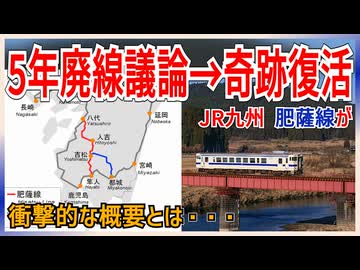 5年廃線議論→奇跡復活
JR九州 肥薩線が
長崎
Nagasaki
八代
Yatsushiro
延岡
Nobeoka
人吉
Hitoyoshi
吉松
Yoshimatsu
宮崎
Miyazaki
隼人
Hayato
都城
Miyakonojo
鹿児島
肥薩線
衝撃的な概要とは・・・